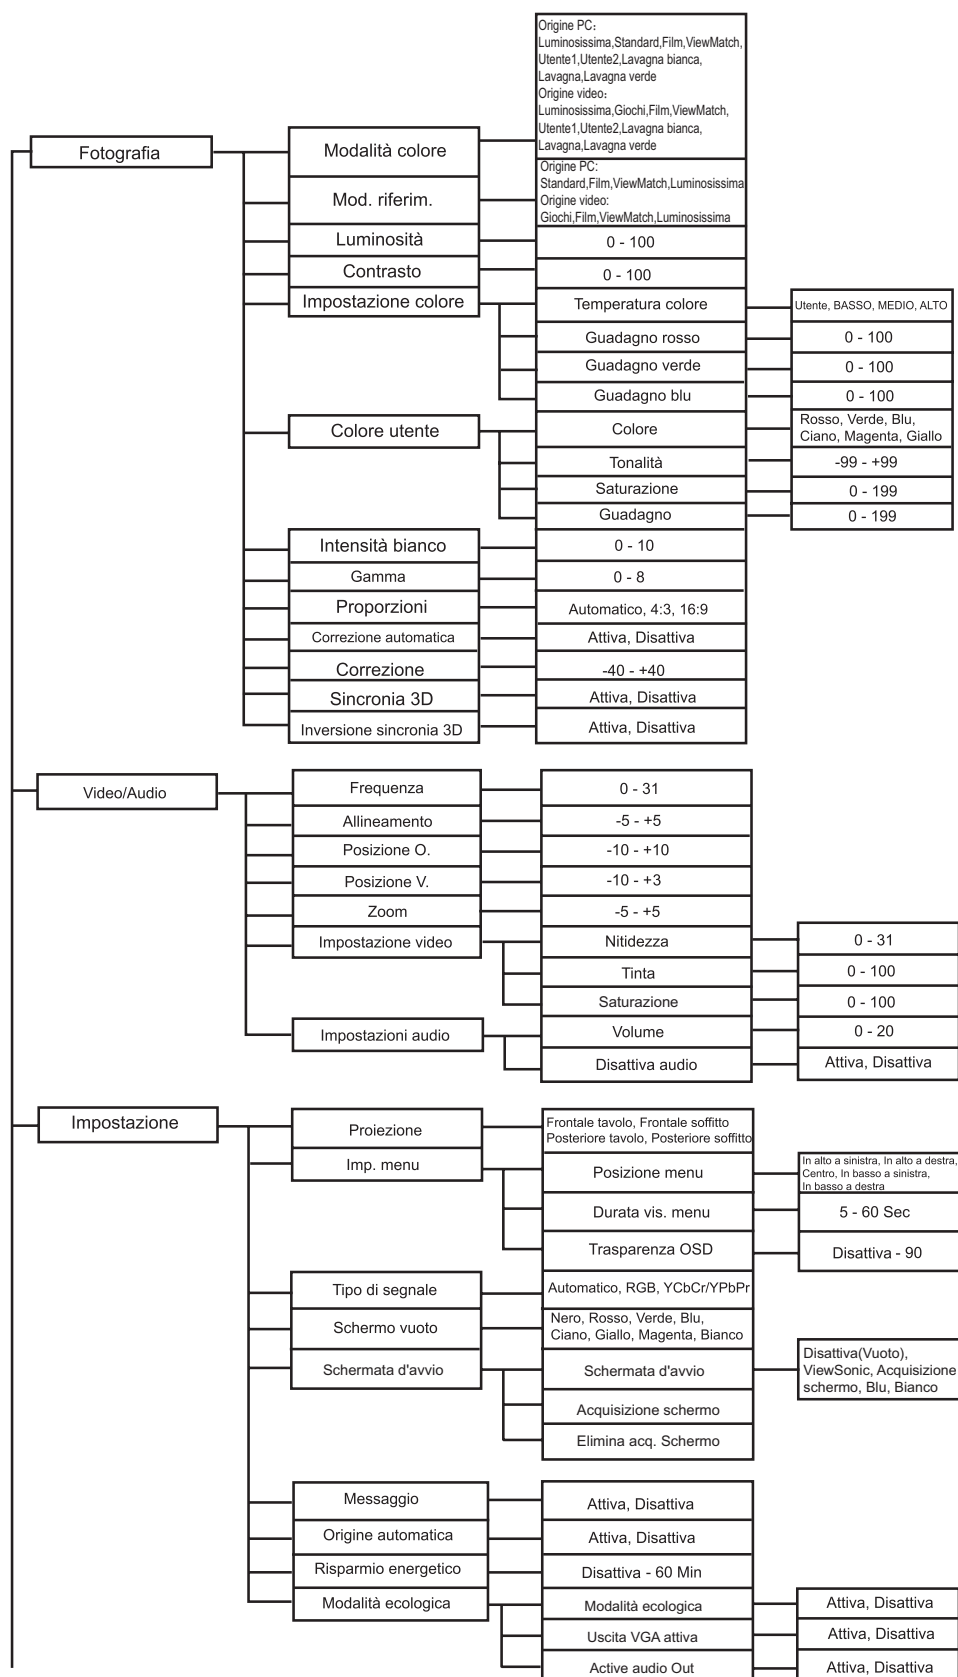 Origine PC:
Luminosissima,Standard,Film,ViewMatch,
Utente1,Utente2,Lavagna bianca,
Lavagna,Lavagna verde
Origine video:
Luminosissima,Giochi,Film,ViewMatch,
Utente1,Utente2,Lavagna bianca,
Lavagna,Lavagna verde
Fotografia
Modalità colore
Origine PC:
Standard,Film,ViewMatch,Luminosissima
Origine video:
Giochi,Film,ViewMatch,Luminosissima
Mod. riferim.
Luminosità
0 - 100
Contrasto
0 - 100
Impostazione colore
Temperatura colore
Utente, BASSO, MEDIO, ALTO
Guadagno rosso
0 - 100
Guadagno verde
0 - 100
Guadagno blu
0 - 100
Colore utente
Colore
Rosso, Verde, Blu,
Ciano, Magenta, Giallo
Tonalità
-99 - +99
Saturazione
0 - 199
Guadagno
0 - 199
Intensità bianco
0 - 10
Gamma
0 - 8
Proporzioni
Automatico, 4:3, 16:9
Correzione automatica
Attiva, Disattiva
Correzione
-40 - +40
Sincronia 3D
Attiva, Disattiva
Inversione sincronia 3D
Attiva, Disattiva
Video/Audio
Frequenza
0 - 31
Allineamento
-5 - +5
Posizione O.
-10 - +10
Posizione V.
-10 - +3
Zoom
-5 - +5
Impostazione video
Nitidezza
0 - 31
Tinta
0 - 100
Saturazione
0 - 100
Impostazioni audio
Volume
0 - 20
Disattiva audio
Attiva, Disattiva
Impostazione
Proiezione
Frontale tavolo, Frontale soffitto
Posteriore tavolo, Posteriore soffitto
Imp. menu
Posizione menu
In alto a sinistra, In alto a destra,
Centro, In basso a sinistra,
In basso a destra
Durata vis. menu
5 - 60 Sec
Trasparenza OSD
Disattiva - 90
Tipo di segnale
Automatico, RGB, YCbCr/YPbPr
Schermo vuoto
Nero, Rosso, Verde, Blu,
Ciano, Giallo, Magenta, Bianco
Schermata d'avvio
Schermata d'avvio
Disattiva(Vuoto),
ViewSonic, Acquisizione
schermo, Blu, Bianco
Acquisizione schermo
Elimina acq. Schermo
Messaggio
Attiva, Disattiva
Origine automatica
Attiva, Disattiva
Risparmio energetico
Disattiva - 60 Min
Modalità ecologica
Modalità ecologica
Attiva, Disattiva
Uscita VGA attiva
Attiva, Disattiva
Active audio Out
Attiva, Disattiva